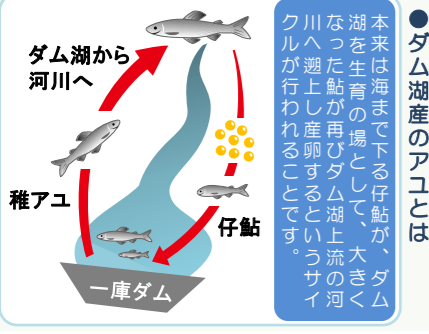 ●ダム湖産のアユとは
本来は海まで下る仔鮎が、ダム
湖を生育の場として、大きく
なった鮎が再びダム湖上流の河
川へ遡上し産卵するというサイ
クルが行われることです。
ダム湖から
河川へ
稚アユ
仔鮎
一庫ダム